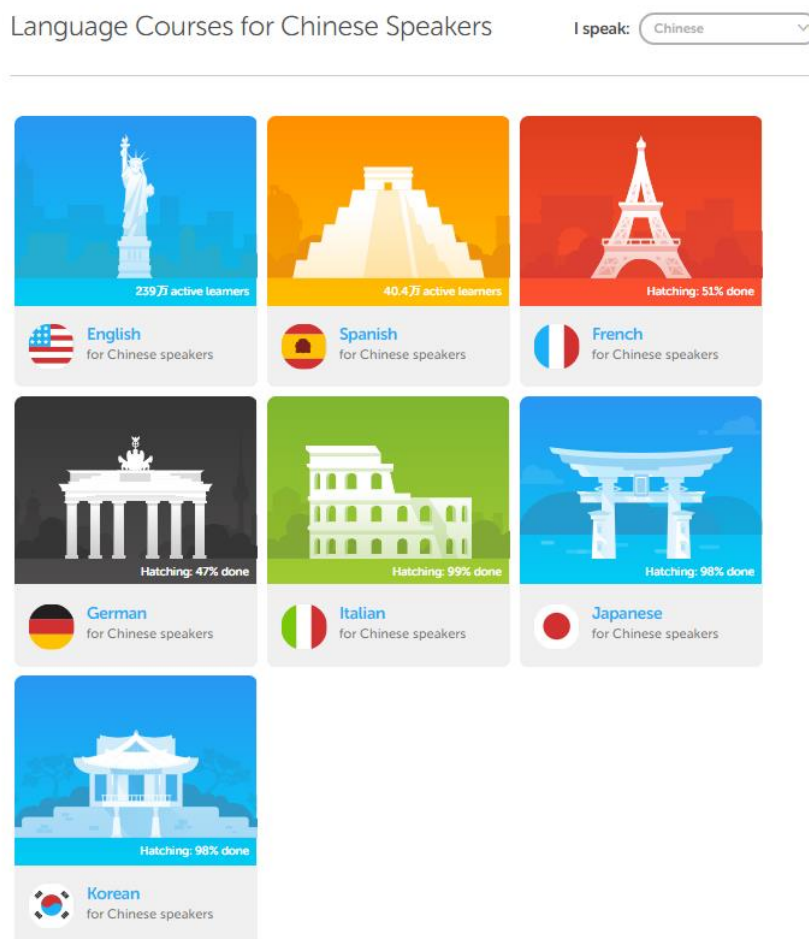 Language Courses for Chinese Speakers
I speak: Chinese
239万 active learners
English
for Chinese speakers
40.4万 active learners
Spanish
for Chinese speakers
Hatching: 51% done
French
for Chinese speakers
Hatching: 47% done
German
for Chinese speakers
Hatching: 99% done
Italian
for Chinese speakers
Hatching: 98% done
Japanese
for Chinese speakers
Hatching: 98% done
Korean
for Chinese speakers